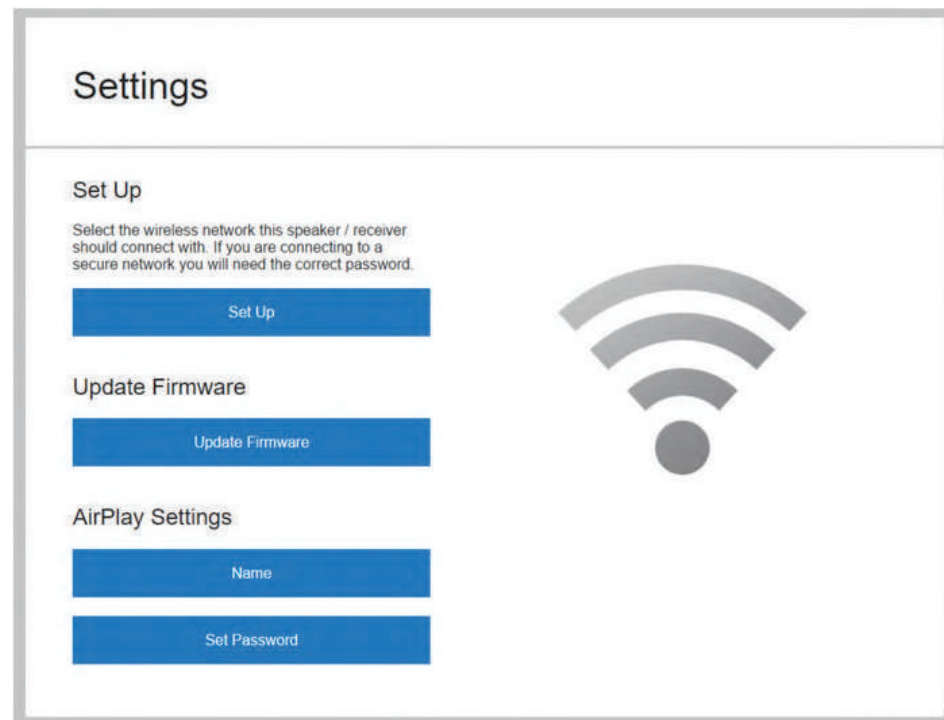 Settings
Set Up
Select the wireless network this speaker / receiver
should connect with. If you are connecting to a
secure network you will need the correct password.
Set Up
Update Firmware
Update Firmware
AirPlay Settings
Name
Set Password